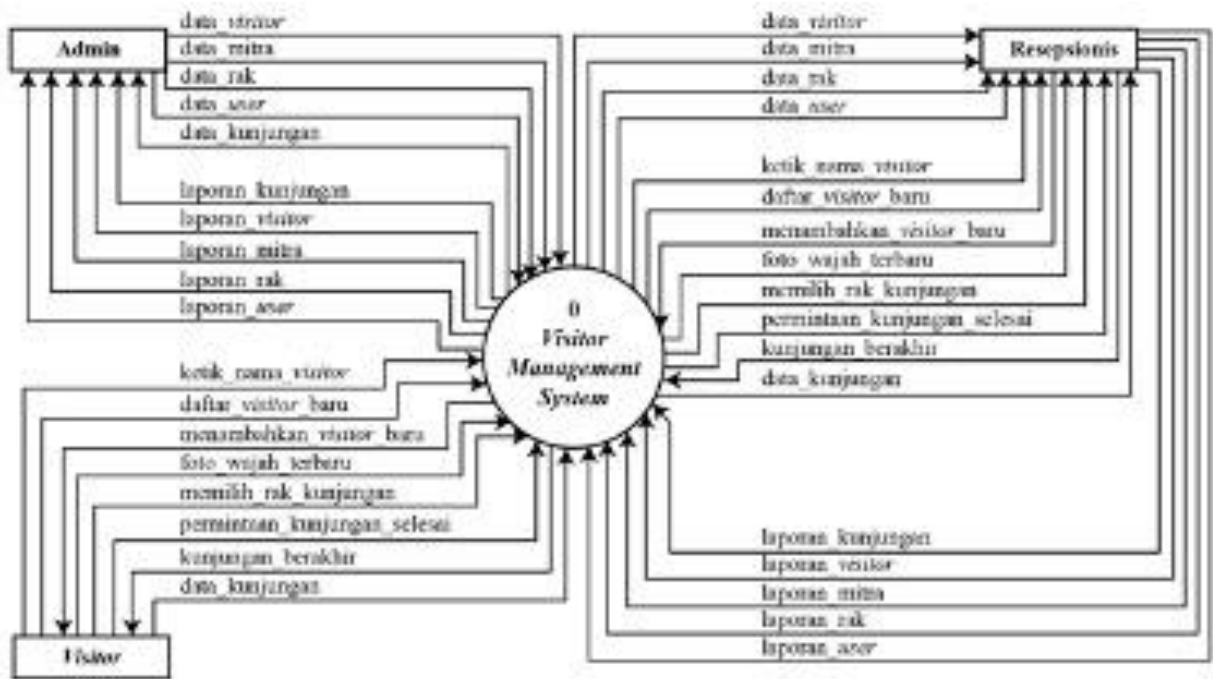 Admin
data_visitor
data_mitra
data_rak
data_user
data_kunjungan
laporan_kunjungan
laporan_visitor
laporan_mitra
laporan_rak
laporan_user
ketik_nama_visitor
daftar_visitor_baru
menambahkan_visitor_baru
foto_wajah_terbaru
memilih_rak_kunjungan
permintaan_kunjungan_selesai
kunjungan_berakhir
data_kunjungan
Visitor
0
Visitor
Management
System
Resepsionis
data_visitor
data_mitra
data_rak
data_user
ketik_nama_visitor
daftar_visitor_baru
menambahkan_visitor_baru
foto_wajah_terbaru
memilih_rak_kunjungan
permintaan_kunjungan_selesai
kunjungan_berakhir
data_kunjungan
laporan_kunjungan
laporan_visitor
laporan_mitra
laporan_rak
laporan_user